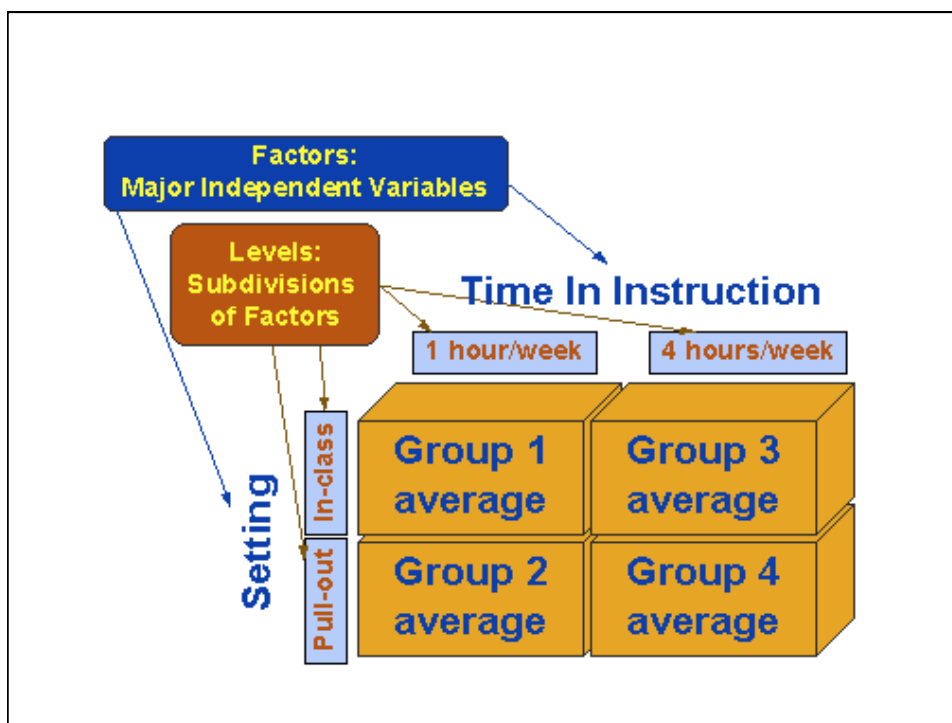 Factors:
Major Independent Variables
Levels:
Subdivisions
of Factors
Time In Instruction
1 hour/week
4 hours/week
Setting
In-class
Group 1
average
Group 3
average
Pull-out
Group 2
average
Group 4
average